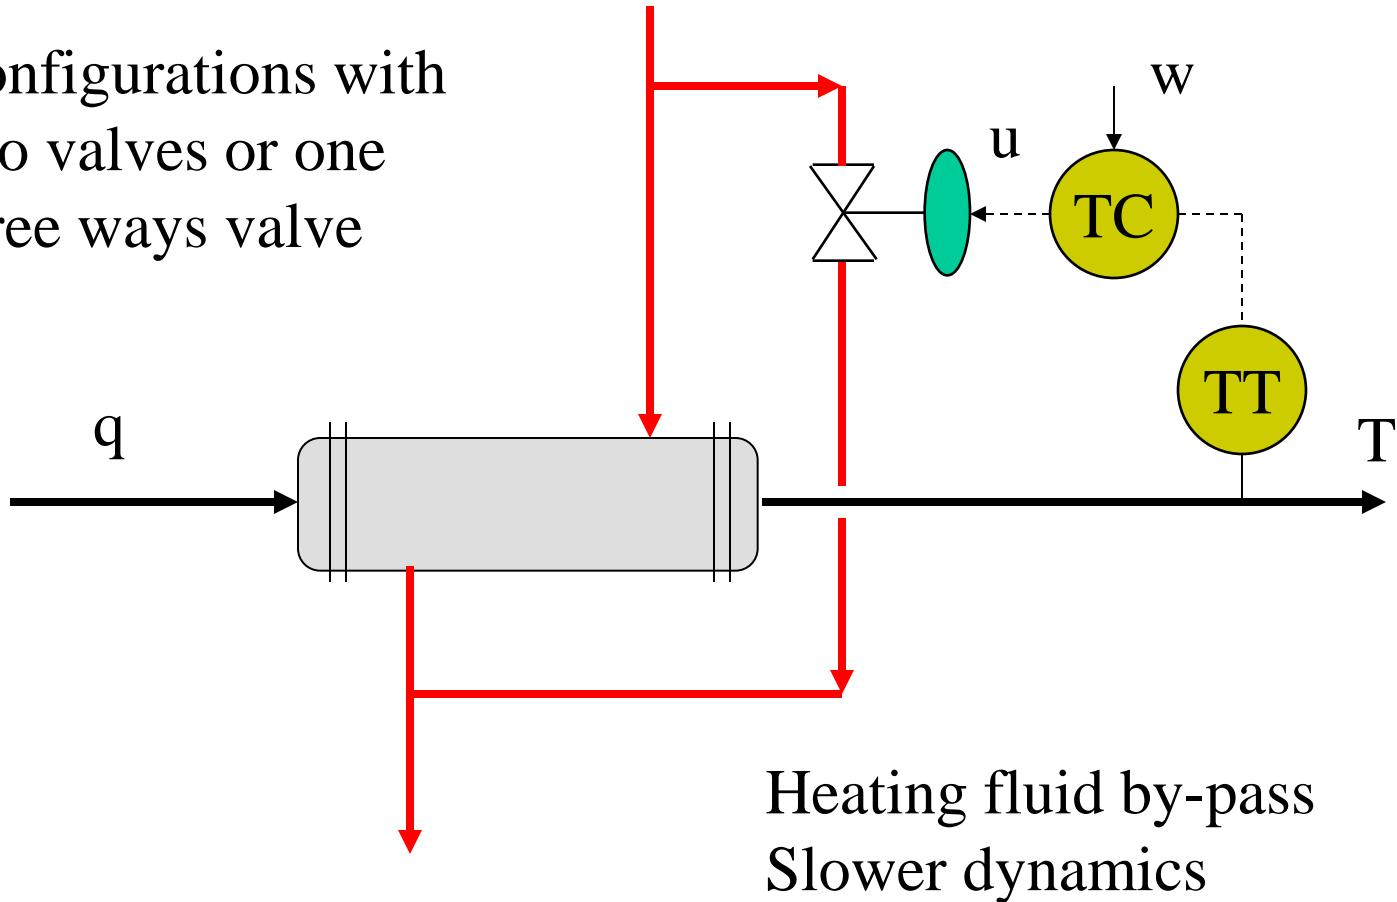 onfigurations with
o valves or one
ree ways valve
w
u
TC
TT
q
T
Heating fluid by-pass
Slower dynamics